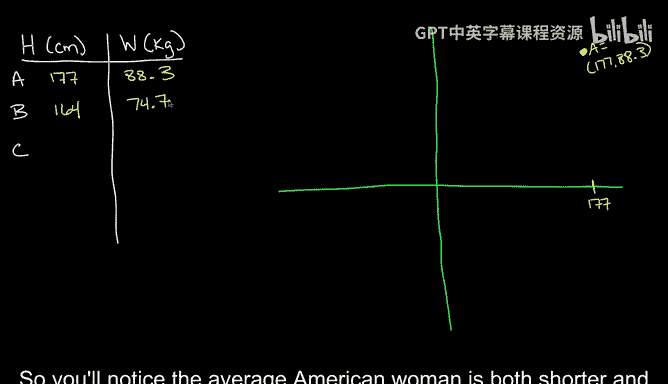 GPT中英字幕课程资源 bilibili
H (cm) W (kg)
A 177 88.3
B 164 74.7
C
A=
(177,88.3)
177
So you'll notice the average American woman is both shorter and